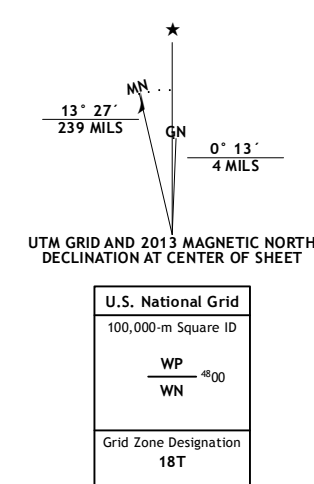 ★
MN
13° 27´
239 MILS
GN
0° 13´
4 MILS
UTM GRID AND 2013 MAGNETIC NORTH
DECLINATION AT CENTER OF SHEET
U.S. National Grid
100,000-m Square ID
WP
4800
WN
Grid Zone Designation
18T